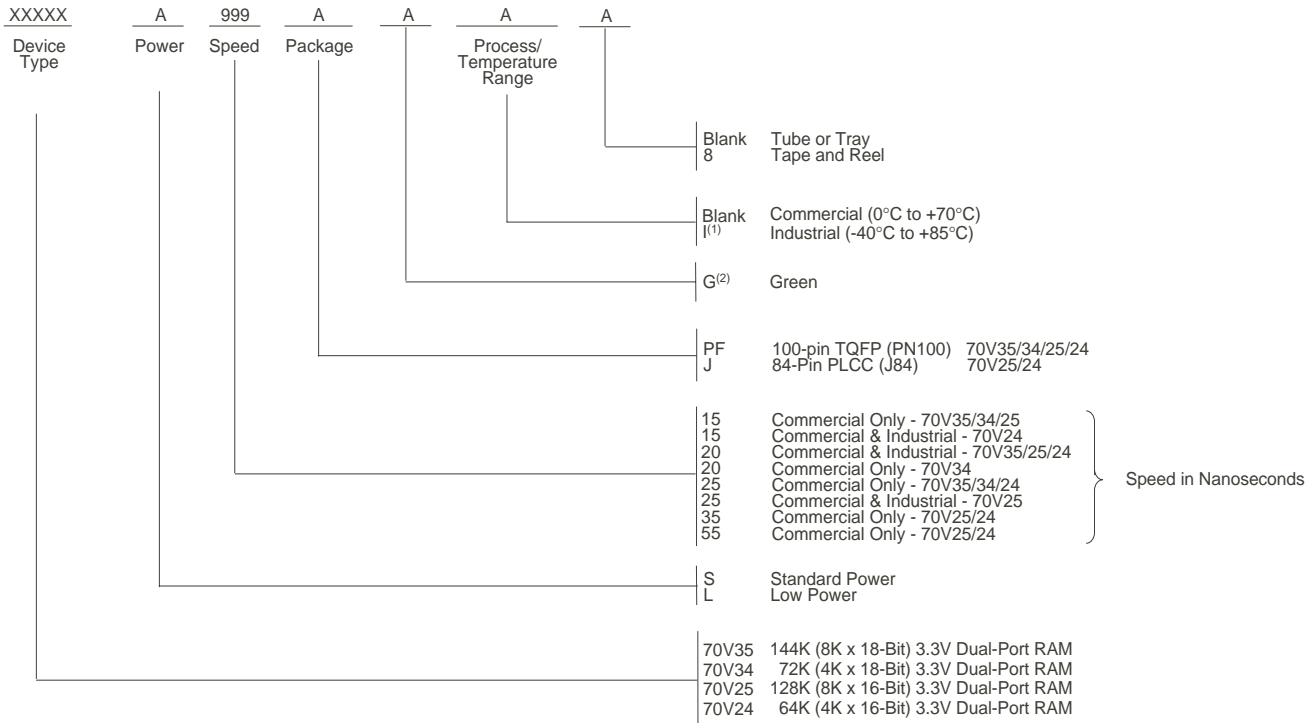 XXXXX A 999 A A A A
Device Type Power Speed Package Process/ Temperature Range
Blank Tube or Tray
8 Tape and Reel
Blank Commercial (0°C to +70°C)
I(1) Industrial (-40°C to +85°C)
G(2) Green
PF 100-pin TQFP (PN100) 70V35/34/25/24
J 84-Pin PLCC (J84) 70V25/24
15 Commercial Only - 70V35/34/25
15 Commercial & Industrial - 70V24
20 Commercial & Industrial - 70V35/25/24
20 Commercial Only - 70V34
25 Commercial Only - 70V35/34/24
25 Commercial & Industrial - 70V25
35 Commercial Only - 70V25/24
55 Commercial Only - 70V25/24
Speed in Nanoseconds
S Standard Power
L Low Power
70V35 144K (8K x 18-Bit) 3.3V Dual-Port RAM
70V34 72K (4K x 18-Bit) 3.3V Dual-Port RAM
70V25 128K (8K x 16-Bit) 3.3V Dual-Port RAM
70V24 64K (4K x 16-Bit) 3.3V Dual-Port RAM